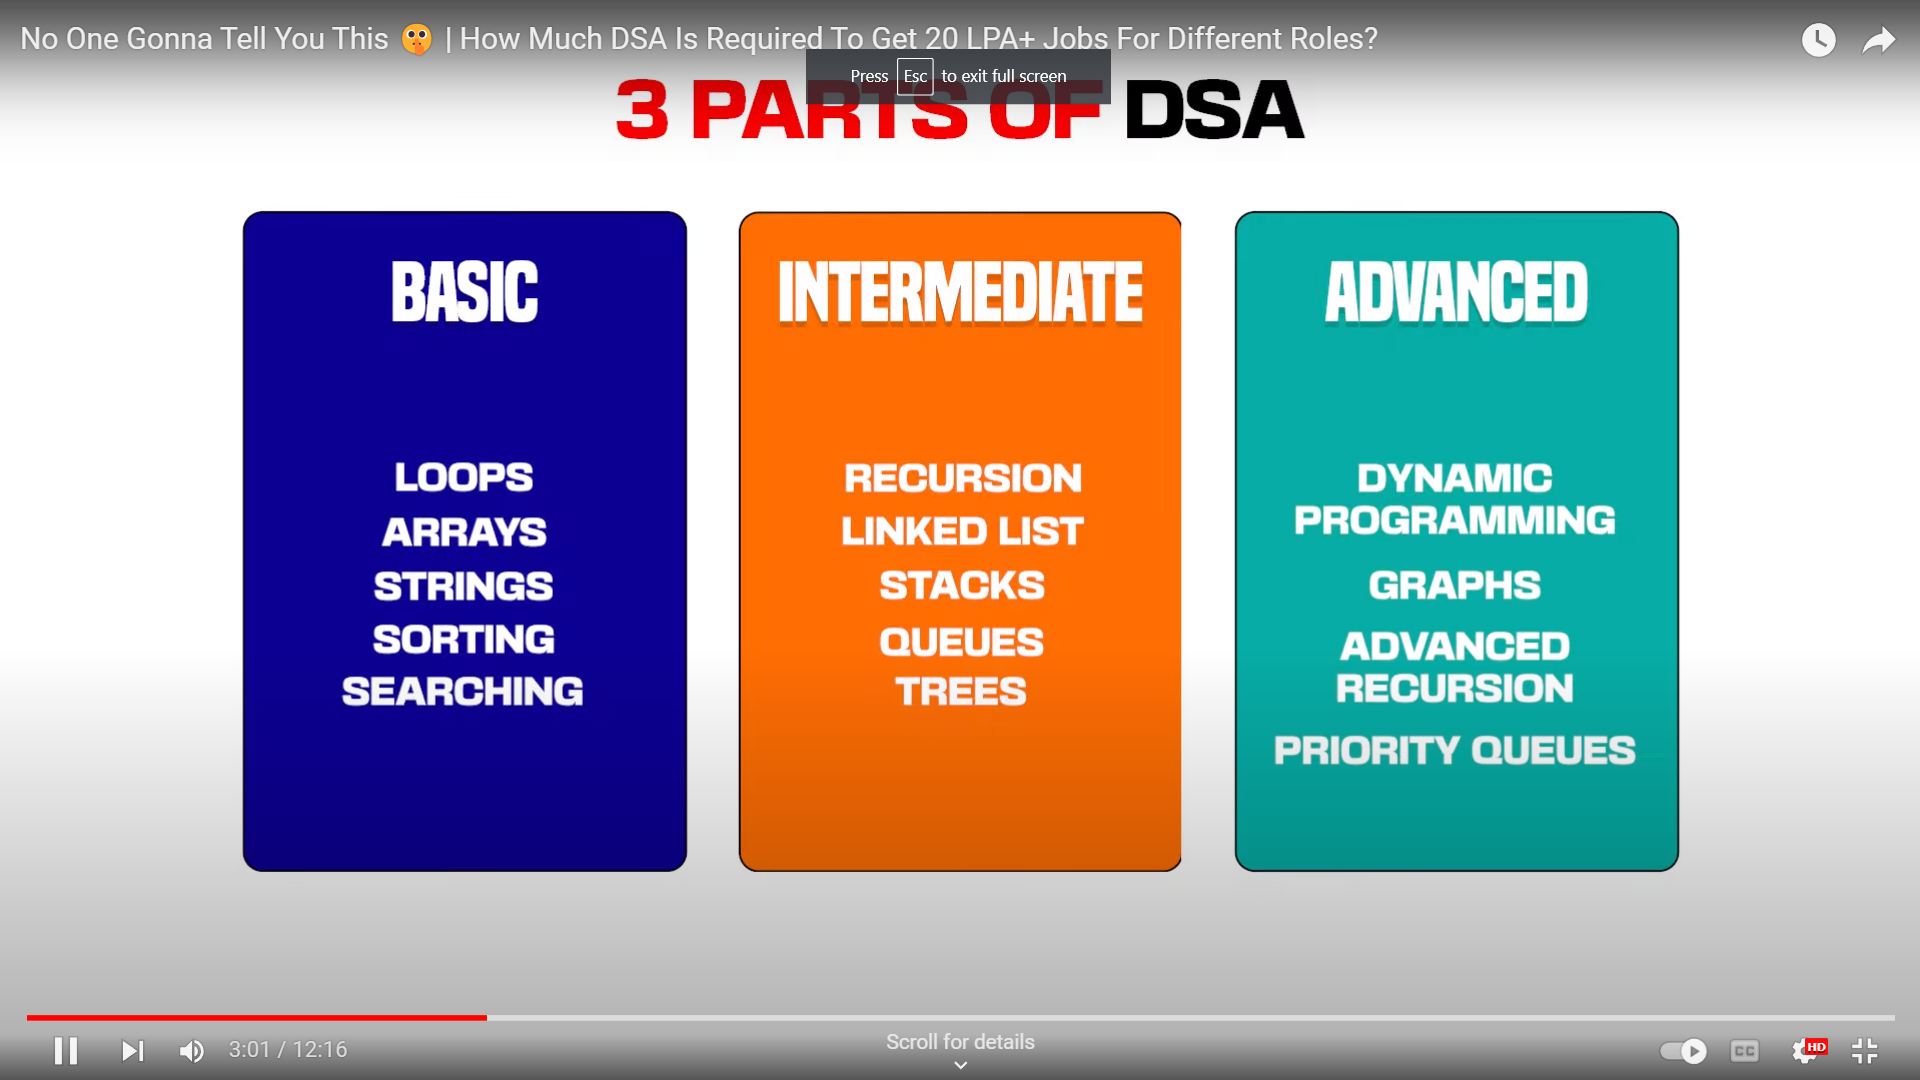 No One Gonna Tell You This 🤫 | How Much DSA Is Required To Get 20 LPA+ Jobs For Different Roles?
Press Esc to exit full screen
3 PARTS OF DSA
BASIC
LOOPS
ARRAYS
STRINGS
SORTING
SEARCHING
INTERMEDIATE
RECURSION
LINKED LIST
STACKS
QUEUES
TREES
ADVANCED
DYNAMIC
PROGRAMMING
GRAPHS
ADVANCED
RECURSION
PRIORITY QUEUES
3:01 / 12:16
Scroll for details
CC
HD